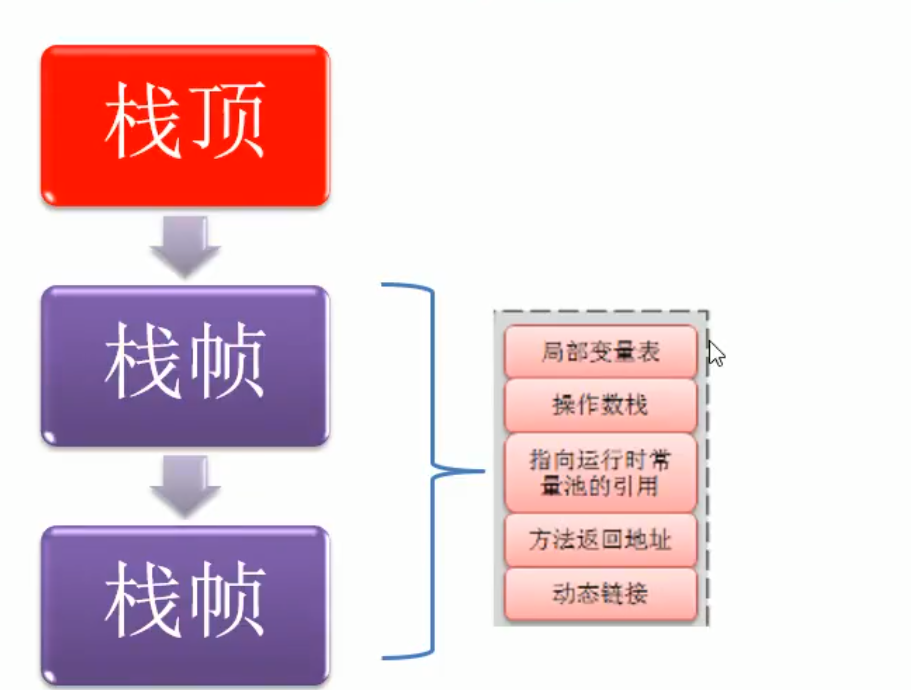 栈顶
栈帧
栈帧
局部变量表
操作数栈
指向运行时常
量池的引用
方法返回地址
动态链接